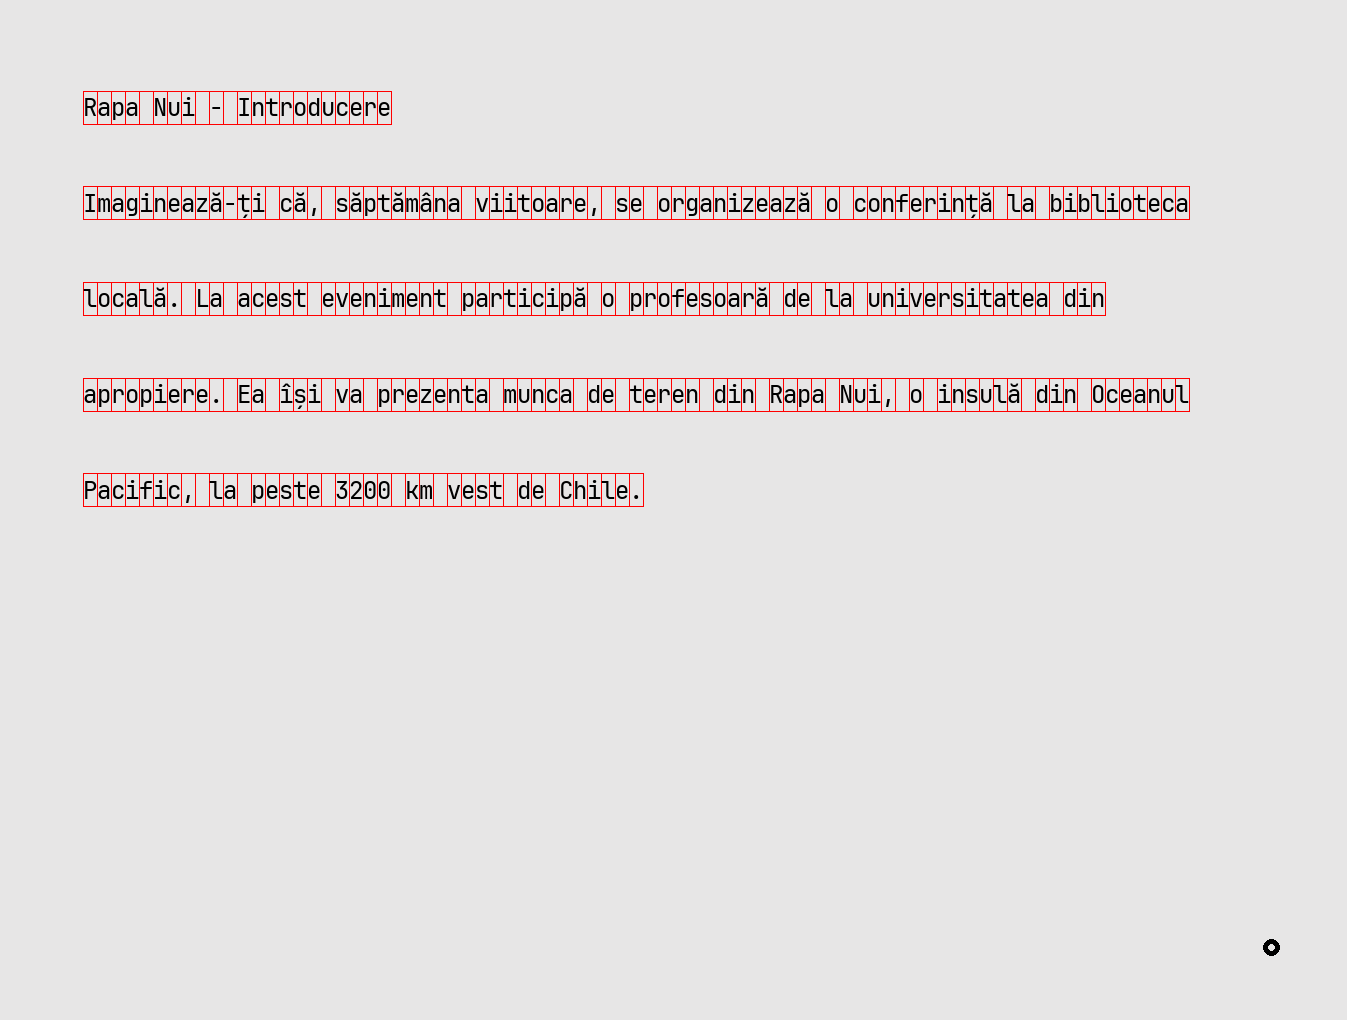 Rapa Nui - Introducere
Imaginează-ți că, săptămâna viitoare, se organizează o conferință la biblioteca
locală. La acest eveniment participă o profesoară de la universitatea din
apropiere. Ea își va prezenta munca de teren din Rapa Nui, o insulă din Oceanul
Pacific, la peste 3200 km vest de Chile.